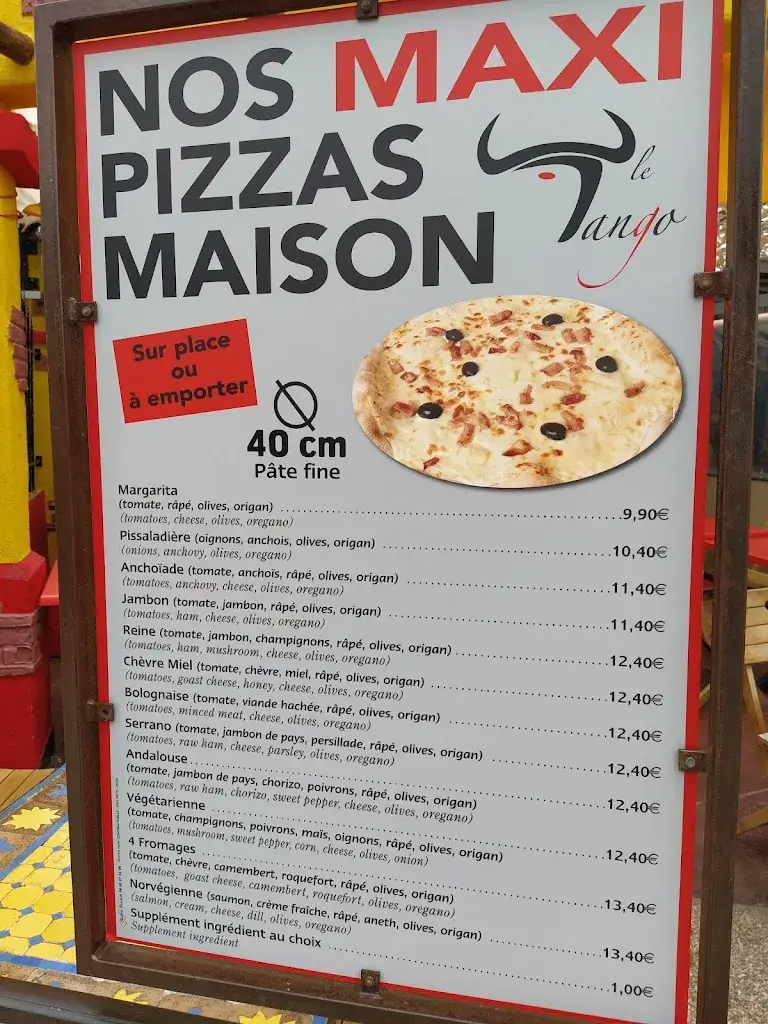 NOS MAXI
PIZZAS
MAISON
le
Tango
Sur place
ou
à emporter
40 cm
Pâte fine
Margarita
(tomate, râpé, olives, origan) 9,90€
(tomatoes, cheese, olives, oregano)
Pissaladière (oignons, anchois, olives, origan) 10,40€
(onions, anchovy, olives, oregano)
Anchoïade (tomate, anchois, râpé, olives, origan) 11,40€
(tomatoes, anchovy, cheese, olives, oregano)
Jambon (tomate, jambon, râpé, olives, origan) 11,40€
(tomatoes, ham, cheese, olives, oregano)
Reine (tomate, jambon, champignons, râpé, olives, origan) 12,40€
(tomatoes, ham, mushroom, cheese, olives, oregano)
Chèvre Miel (tomate, chèvre, miel, râpé, olives, origan) 12,40€
(tomatoes, goast cheese, honey, cheese, olives, oregano)
Bolognaise (tomate, viande hachée, râpé, olives, origan) 12,40€
(tomatoes, minced meat, cheese, olives, oregano)
Serrano (tomate, jambon de pays, persillade, râpé, olives, origan) 12,40€
(tomatoes, raw ham, cheese, parsley, olives, oregano)
Andalouse 12,40€
(tomate, jambon de pays, chorizo, poivrons, râpé, olives, origan)
(tomatoes, raw ham, chorizo, sweet pepper, cheese, olives, oregano)
Végétarienne 12,40€
(tomate, champignons, poivrons, maïs, oignons, râpé, olives, origan)
(tomatoes, mushroom, sweet pepper, corn, cheese, olives, onion)
4 Fromages 13,40€
(tomate, chèvre, camembert, roquefort, râpé, olives, origan)
(tomatoes, goast cheese, camembert, roquefort, olives, oregano)
Norvégienne (saumon, crème fraîche, râpé, aneth, olives, origan) 13,40€
(salmon, cream, cheese, dill, olives, oregano)
Supplément ingrédient au choix 1,00€
Supplement ingredient